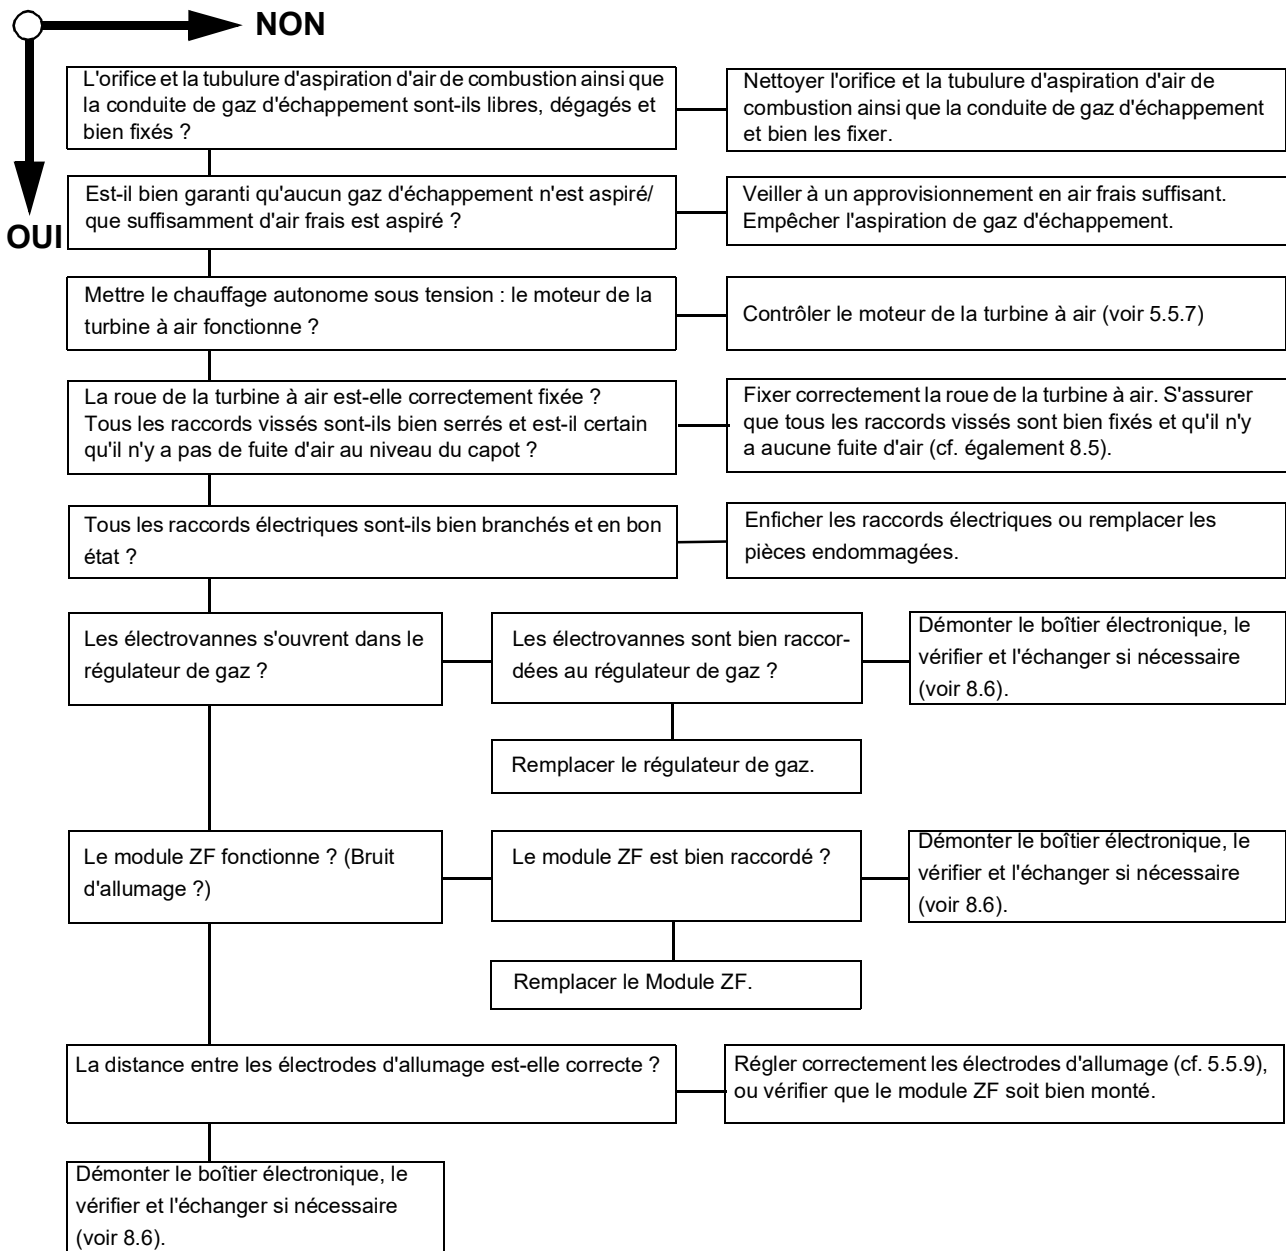 NON
OUI
L'orifice et la tubulure d'aspiration d'air de combustion ainsi que
la conduite de gaz d'échappement sont-ils libres, dégagés et
bien fixés ?
Nettoyer l'orifice et la tubulure d'aspiration d'air de
combustion ainsi que la conduite de gaz d'échappement
et bien les fixer.
Est-il bien garanti qu'aucun gaz d'échappement n'est aspiré/
que suffisamment d'air frais est aspiré ?
Veiller à un approvisionnement en air frais suffisant.
Empêcher l'aspiration de gaz d'échappement.
Mettre le chauffage autonome sous tension : le moteur de la
turbine à air fonctionne ?
Contrôler le moteur de la turbine à air (voir 5.5.7)
La roue de la turbine à air est-elle correctement fixée ?
Tous les raccords vissés sont-ils bien serrés et est-il certain
qu'il n'y a pas de fuite d'air au niveau du capot ?
Fixer correctement la roue de la turbine à air. S'assurer
que tous les raccords vissés sont bien fixés et qu'il n'y
a aucune fuite d'air (cf. également 8.5).
Tous les raccords électriques sont-ils bien branchés et en bon
état ?
Enficher les raccords électriques ou remplacer les
pièces endommagées.
Les électrovannes s'ouvrent dans le
régulateur de gaz ?
Les électrovannes sont bien raccor-
dées au régulateur de gaz ?
Démonter le boîtier électronique, le
vérifier et l'échanger si nécessaire
(voir 8.6).
Remplacer le régulateur de gaz.
Le module ZF fonctionne ? (Bruit
d'allumage ?)
Le module ZF est bien raccordé ?
Démonter le boîtier électronique, le
vérifier et l'échanger si nécessaire
(voir 8.6).
Remplacer le Module ZF.
La distance entre les électrodes d'allumage est-elle correcte ?
Régler correctement les électrodes d'allumage (cf. 5.5.9),
ou vérifier que le module ZF soit bien monté.
Démonter le boîtier électronique, le
vérifier et l'échanger si nécessaire
(voir 8.6).